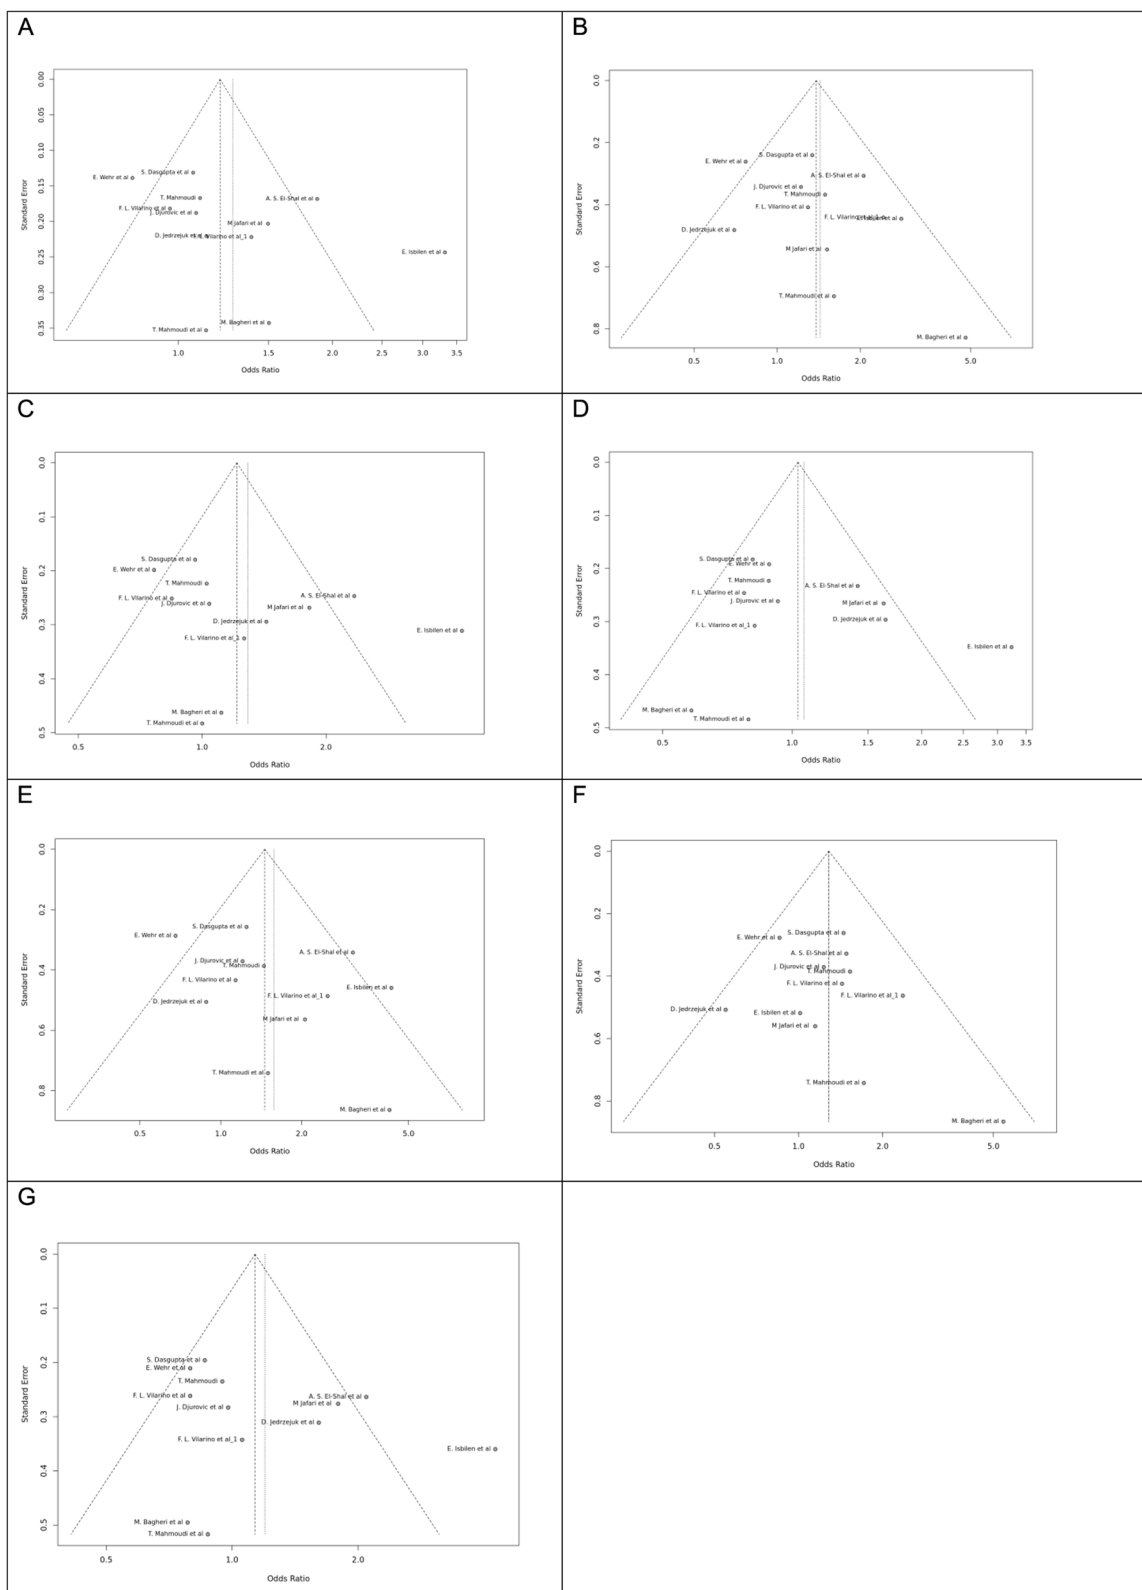 A
0.00
0.05
0.10
0.15
0.20
0.25
0.30
0.35
Standard Error
S. Dasgupta et al
E. Wehr et al
T. Mahmoudi
A. S. El-Shal et al
F. L. Vilarino et al
J. Djurovic et al
M Jafari et al
D. Jedrzejuk et al
F. L. Vilarino et al_1
E. Isbilen et al
M. Bagheri et al
T. Mahmoudi et al
1.0 1.5 2.0 2.5 3.0 3.5
Odds Ratio
B
0.0
0.2
0.4
0.6
0.8
Standard Error
S. Dasgupta et al
E. Wehr et al
A. S. El-Shal et al
J. Djurovic et al
T. Mahmoudi
F. L. Vilarino et al
F. L. Vilarino et al_1
E. Isbilen et al
D. Jedrzejuk et al
M Jafari et al
T. Mahmoudi et al
M. Bagheri et al
0.5 1.0 2.0 5.0
Odds Ratio
C
0.0
0.1
0.2
0.3
0.4
0.5
Standard Error
S. Dasgupta et al
E. Wehr et al
T. Mahmoudi
F. L. Vilarino et al
A. S. El-Shal et al
J. Djurovic et al
M Jafari et al
D. Jedrzejuk et al
E. Isbilen et al
F. L. Vilarino et al_1
M. Bagheri et al
T. Mahmoudi et al
0.5 1.0 2.0
Odds Ratio
D
0.0
0.1
0.2
0.3
0.4
0.5
Standard Error
S. Dasgupta et al
E. Wehr et al
T. Mahmoudi
A. S. El-Shal et al
F. L. Vilarino et al
J. Djurovic et al
M Jafari et al
D. Jedrzejuk et al
F. L. Vilarino et al_1
E. Isbilen et al
M. Bagheri et al
T. Mahmoudi et al
0.5 1.0 1.5 2.0 2.5 3.0 3.5
Odds Ratio
E
0.0
0.2
0.4
0.6
0.8
Standard Error
S. Dasgupta et al
E. Wehr et al
A. S. El-Shal et al
J. Djurovic et al
T. Mahmoudi
F. L. Vilarino et al
E. Isbilen et al
F. L. Vilarino et al_1
D. Jedrzejuk et al
M Jafari et al
T. Mahmoudi et al
M. Bagheri et al
0.5 1.0 2.0 5.0
Odds Ratio
F
0.0
0.2
0.4
0.6
0.8
Standard Error
S. Dasgupta et al
E. Wehr et al
A. S. El-Shal et al
J. Djurovic et al
T. Mahmoudi
F. L. Vilarino et al
F. L. Vilarino et al_1
D. Jedrzejuk et al
E. Isbilen et al
M Jafari et al
T. Mahmoudi et al
M. Bagheri et al
0.5 1.0 2.0 5.0
Odds Ratio
G
0.0
0.1
0.2
0.3
0.4
0.5
Standard Error
S. Dasgupta et al
E. Wehr et al
T. Mahmoudi
F. L. Vilarino et al
A. S. El-Shal et al
M Jafari et al
J. Djurovic et al
D. Jedrzejuk et al
F. L. Vilarino et al_1
E. Isbilen et al
M. Bagheri et al
T. Mahmoudi et al
0.5 1.0 2.0
Odds Ratio